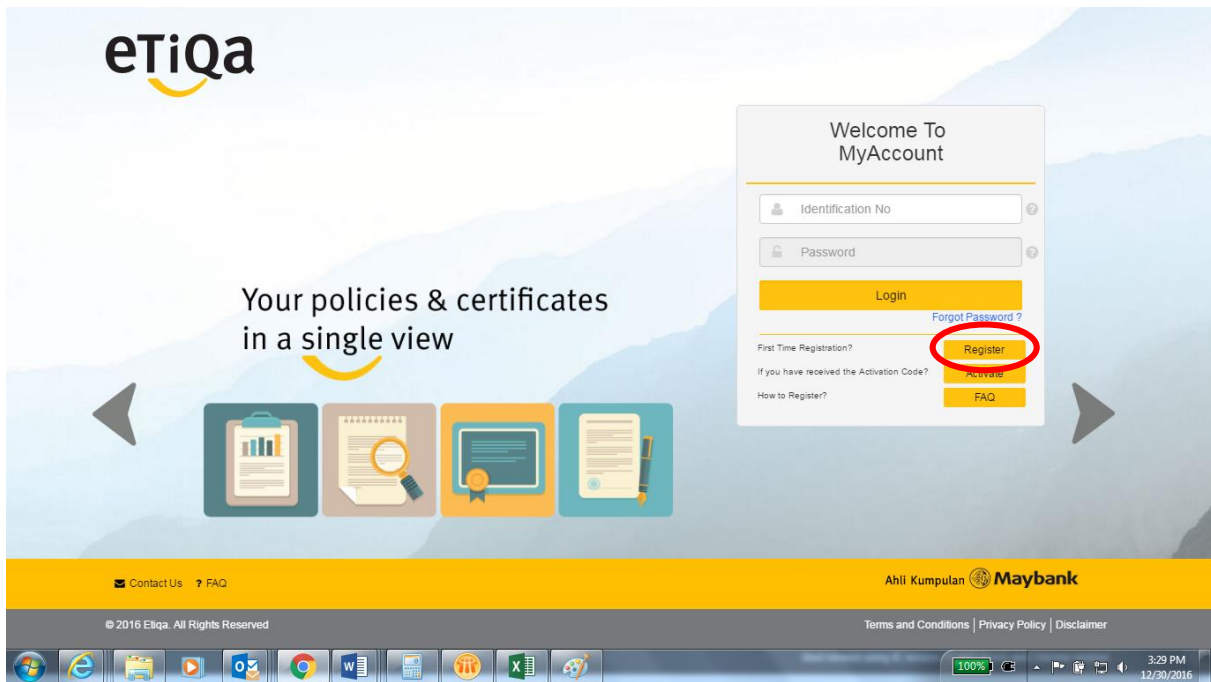 eTiQa
Welcome To
MyAccount
Identification No
Password
Login
Forgot Password ?
First Time Registration?
Register
If you have received the Activation Code?
Activate
How to Register?
FAQ
Your policies & certificates
in a single view
Contact Us ? FAQ
Ahli Kumpulan Maybank
© 2016 Etiqa. All Rights Reserved
Terms and Conditions | Privacy Policy | Disclaimer
100%
3:29 PM
12/30/2016